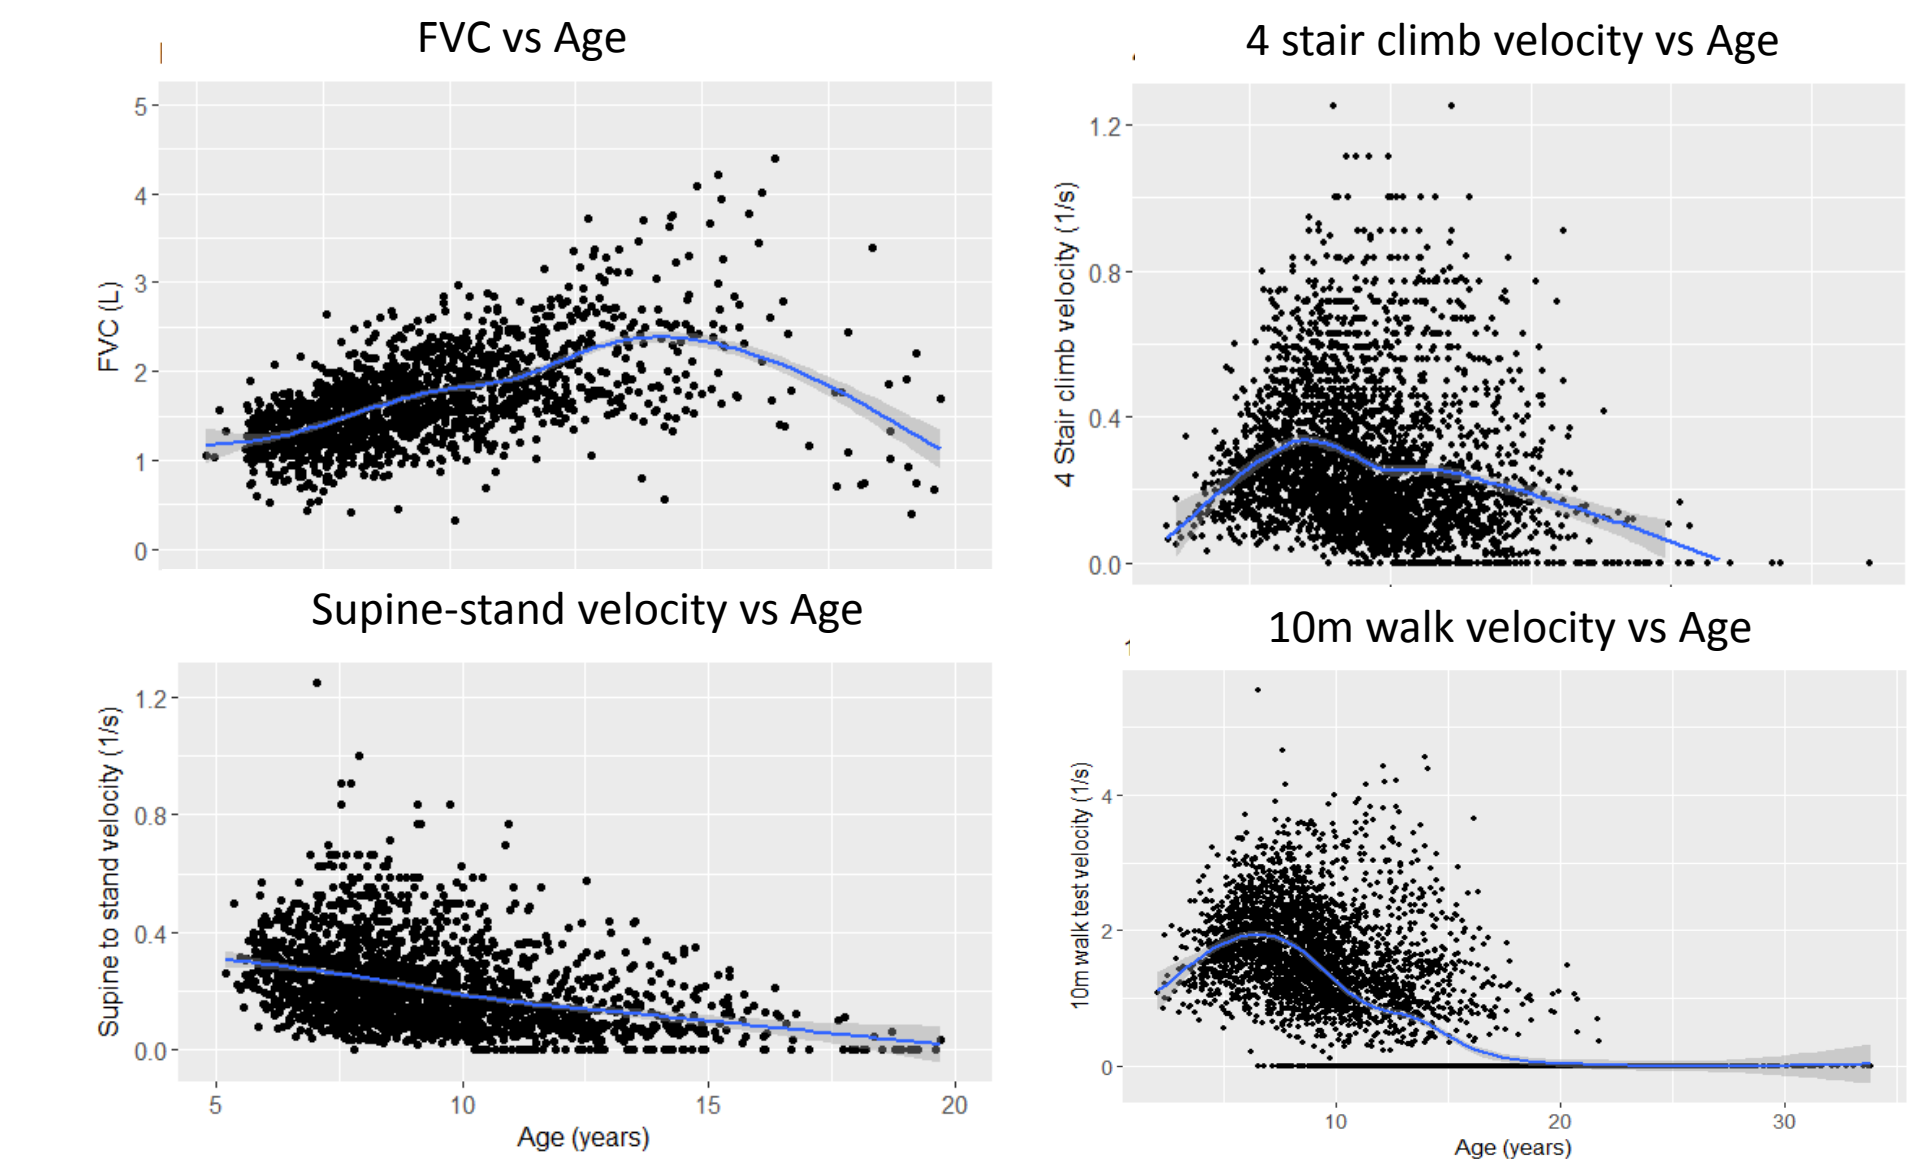 FVC vs Age
5
4
3
2
1
0
FVC (L)
4 stair climb velocity vs Age
1.2
0.8
0.4
0.0
4 Stair climb velocity (1/s)
Supine-stand velocity vs Age
1.2
0.8
0.4
0.0
Supine to stand velocity (1/s)
5 10 15 20
Age (years)
10m walk velocity vs Age
4
2
0
10m walk test velocity (1/s)
10 20 30
Age (years)